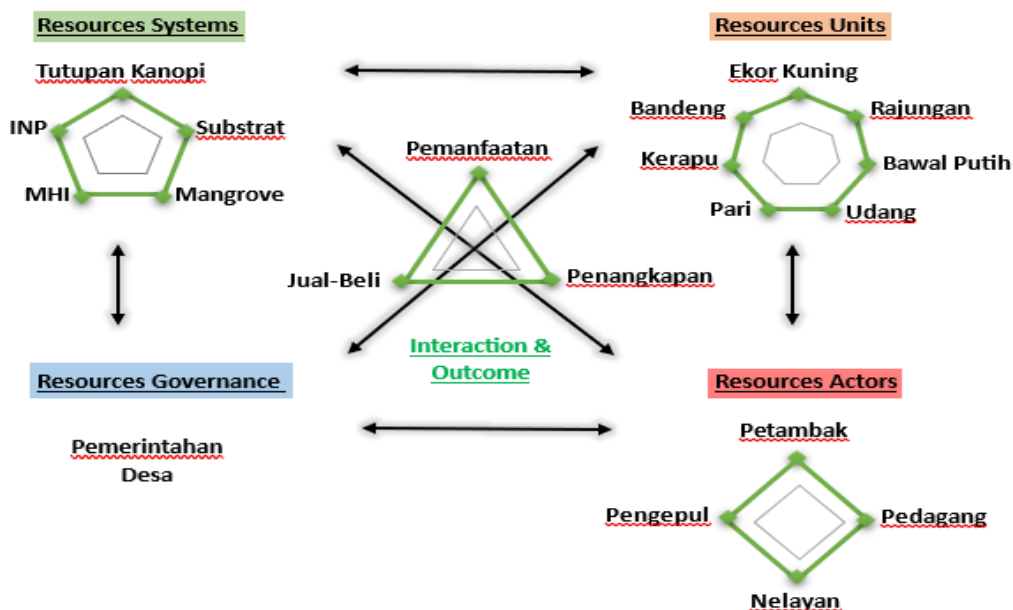 Resources Systems
Resources Units
Tutupan Kanopi
INP
Substrat
MHI
Mangrove
Ekor Kuning
Bandeng
Rajungan
Kerapu
Bawal Putih
Pari
Udang
Pemanfaatan
Jual-Beli
Penangkapan
Interaction &
Outcome
Resources Governance
Pemerintahan
Desa
Resources Actors
Petambak
Pengepul
Pedagang
Nelayan